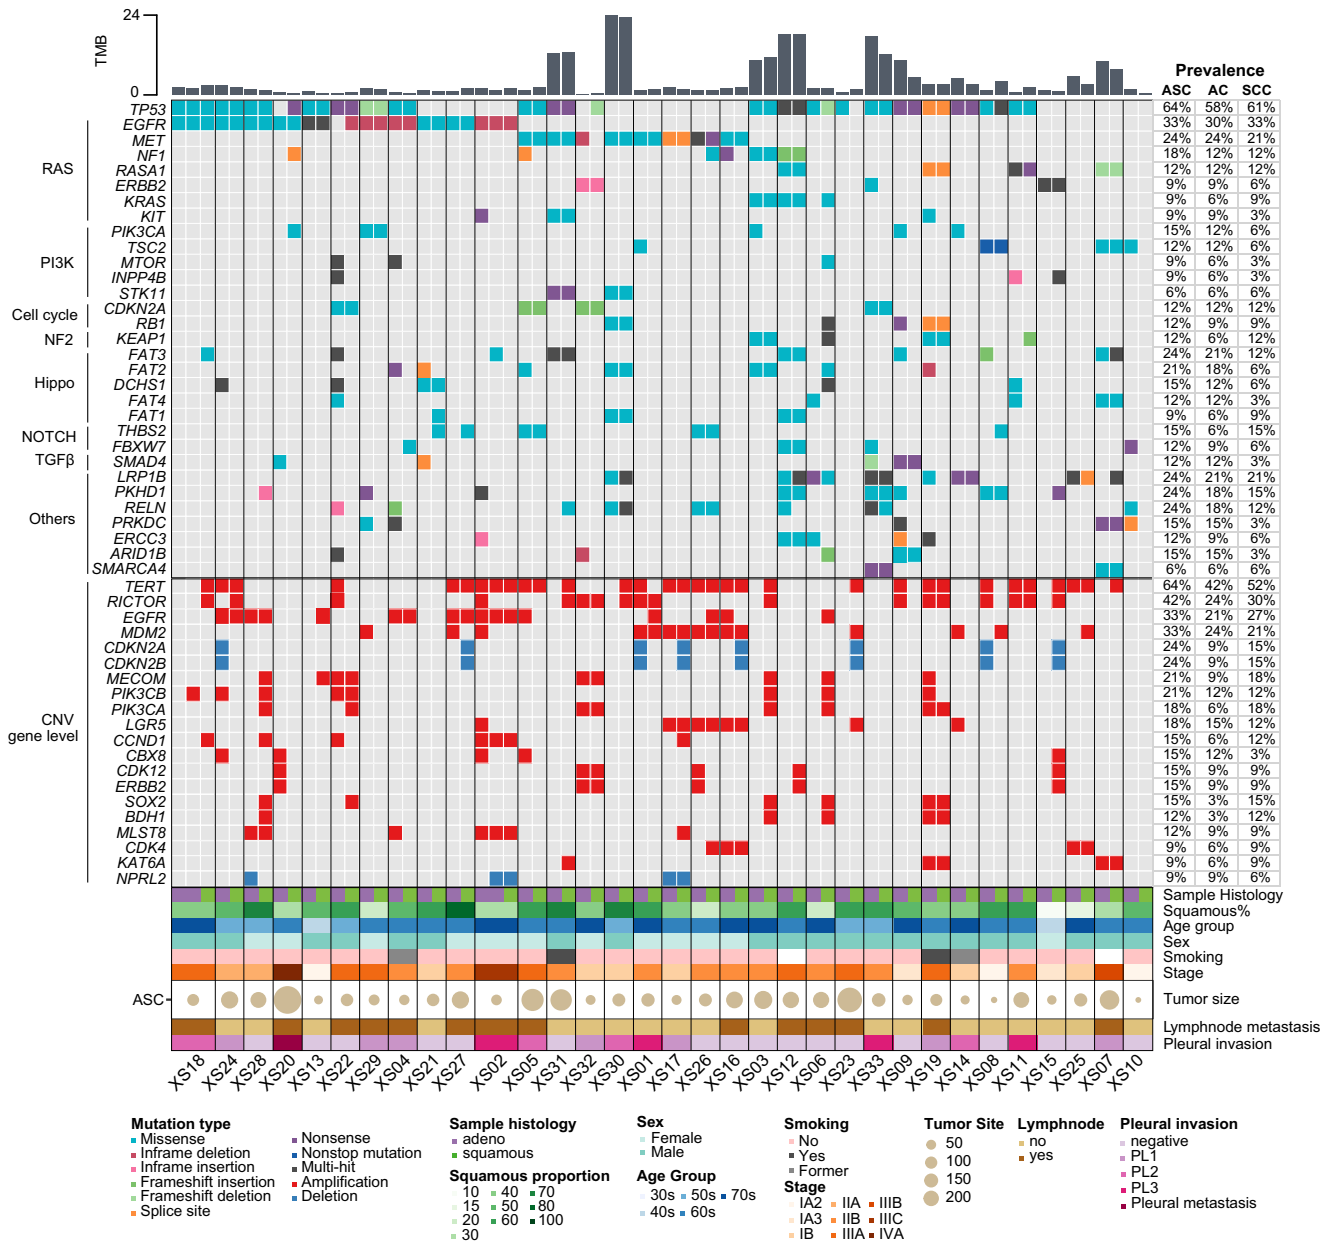 24
TMB
0
Prevalence
ASC AC SCC
TP53 64% 58% 61%
EGFR 33% 30% 33%
MET 24% 24% 21%
NF1 18% 12% 12%
RAS
RASA1 12% 12% 12%
ERBB2 9% 9% 6%
KRAS 9% 6% 9%
KIT 9% 9% 3%
PIK3CA 15% 12% 6%
TSC2 12% 12% 6%
PI3K
MTOR 9% 6% 3%
INPP4B 9% 6% 3%
STK11 6% 6% 6%
Cell cycle
CDKN2A 12% 12% 12%
RB1 12% 9% 9%
NF2
KEAP1 12% 6% 12%
FAT3 24% 21% 12%
FAT2 21% 18% 6%
Hippo
DCHS1 15% 12% 6%
FAT4 12% 12% 3%
FAT1 9% 6% 9%
NOTCH
THBS2 15% 6% 15%
FBXW7 12% 9% 6%
TGFβ
SMAD4 12% 12% 3%
LRP1B 24% 21% 21%
PKHD1 24% 18% 15%
RELN 24% 18% 12%
Others
PRKDC 15% 15% 3%
ERCC3 12% 9% 6%
ARID1B 15% 15% 3%
SMARCA4 6% 6% 6%
TERT 64% 42% 52%
RICTOR 42% 24% 30%
EGFR 33% 21% 27%
MDM2 33% 24% 21%
CDKN2A 24% 9% 15%
CDKN2B 24% 9% 15%
MECOM 21% 9% 18%
PIK3CB 21% 12% 12%
PIK3CA 18% 6% 18%
CNV
gene level
LGR5 18% 15% 12%
CCND1 15% 6% 12%
CBX8 15% 12% 3%
CDK12 15% 9% 9%
ERBB2 15% 9% 9%
SOX2 15% 3% 15%
BDH1 12% 3% 12%
MLST8 12% 9% 9%
CDK4 9% 6% 9%
KAT6A 9% 6% 9%
NPRL2 9% 9% 6%
Sample Histology
Squamous%
Age group
Sex
Smoking
Stage
ASC
Tumor size
Lymphnode metastasis
Pleural invasion
XS18 XS24 XS28 XS20 XS13 XS22 XS29 XS04 XS21 XS27 XS02 XS05 XS31 XS32 XS30 XS01 XS17 XS26 XS16 XS03 XS12 XS06 XS23 XS33 XS09 XS19 XS14 XS08 XS11 XS15 XS25 XS07 XS10
Mutation type
Missense
Inframe deletion
Inframe insertion
Frameshift insertion
Frameshift deletion
Splice site
Nonsense
Nonstop mutation
Multi-hit
Amplification
Deletion
Sample histology
adeno
squamous
Squamous proportion
10 40 70
15 50 80
20 60 100
30
Sex
Female
Male
Age Group
30s 50s 70s
40s 60s
Smoking
No
Yes
Former
Stage
IA2 IIA IIIB
IA3 IIB IIIC
IB IIIA IVA
Tumor Site
50
100
150
200
Lymphnode
no
yes
Pleural invasion
negative
PL1
PL2
PL3
Pleural metastasis